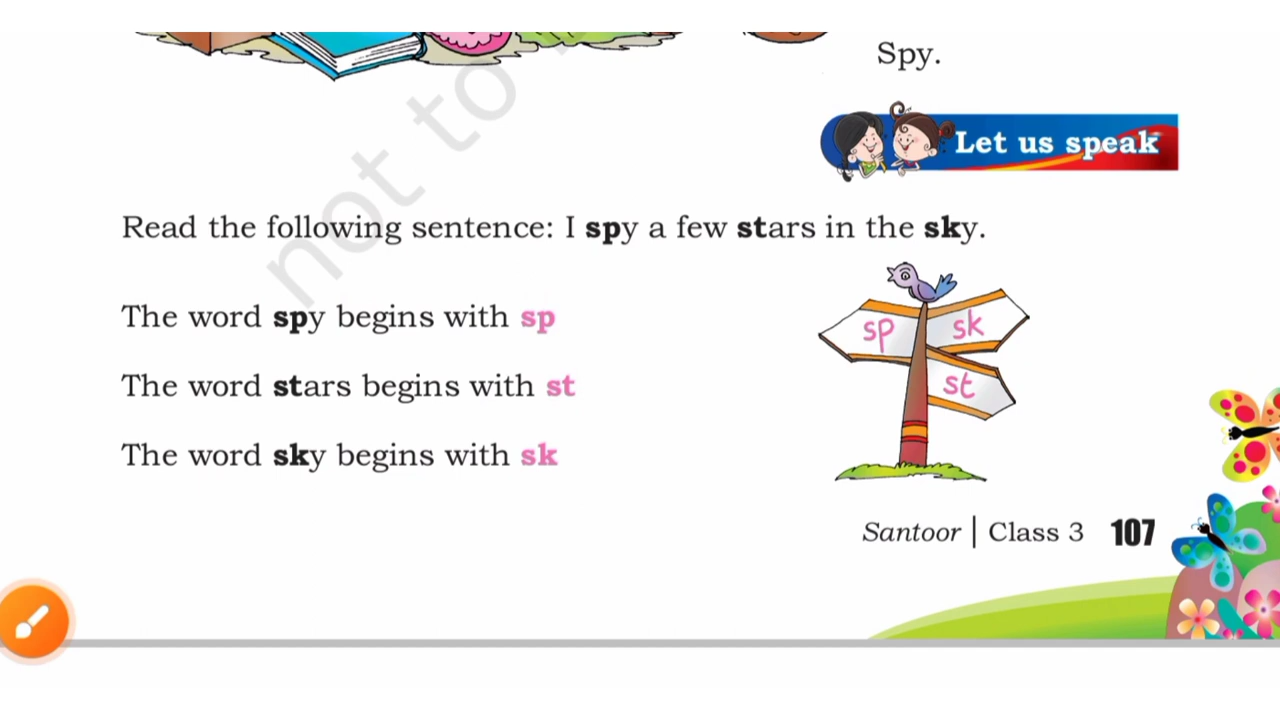 Spy.
Let us speak
not to
Read the following sentence: I spy a few stars in the sky.
The word spy begins with sp
sp sk
The word stars begins with st
st
The word sky begins with sk
Santoor | Class 3 107